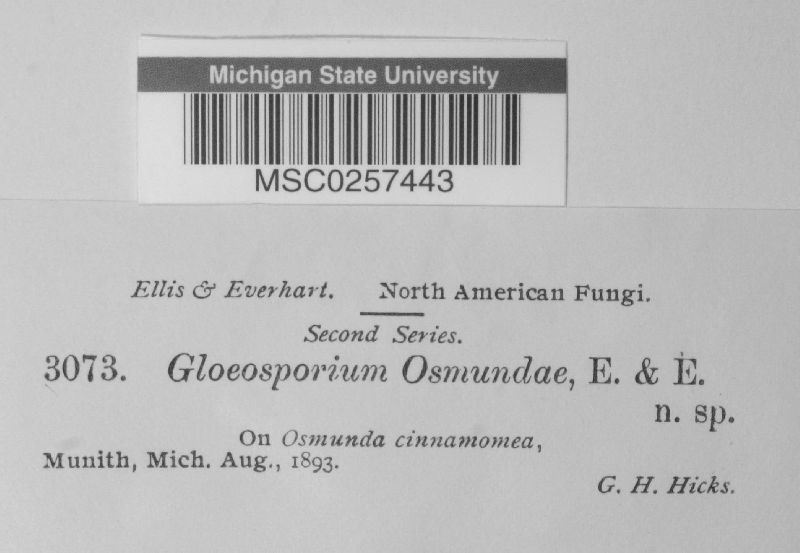 Michigan State University
MSC0257443
Ellis & Everhart. North American Fungi.
Second Series.
3073. Gloeosporium Osmundae, E. & E.
n. sp.
On Osmunda cinnamomea,
Munith, Mich. Aug., 1893.
G. H. Hicks.